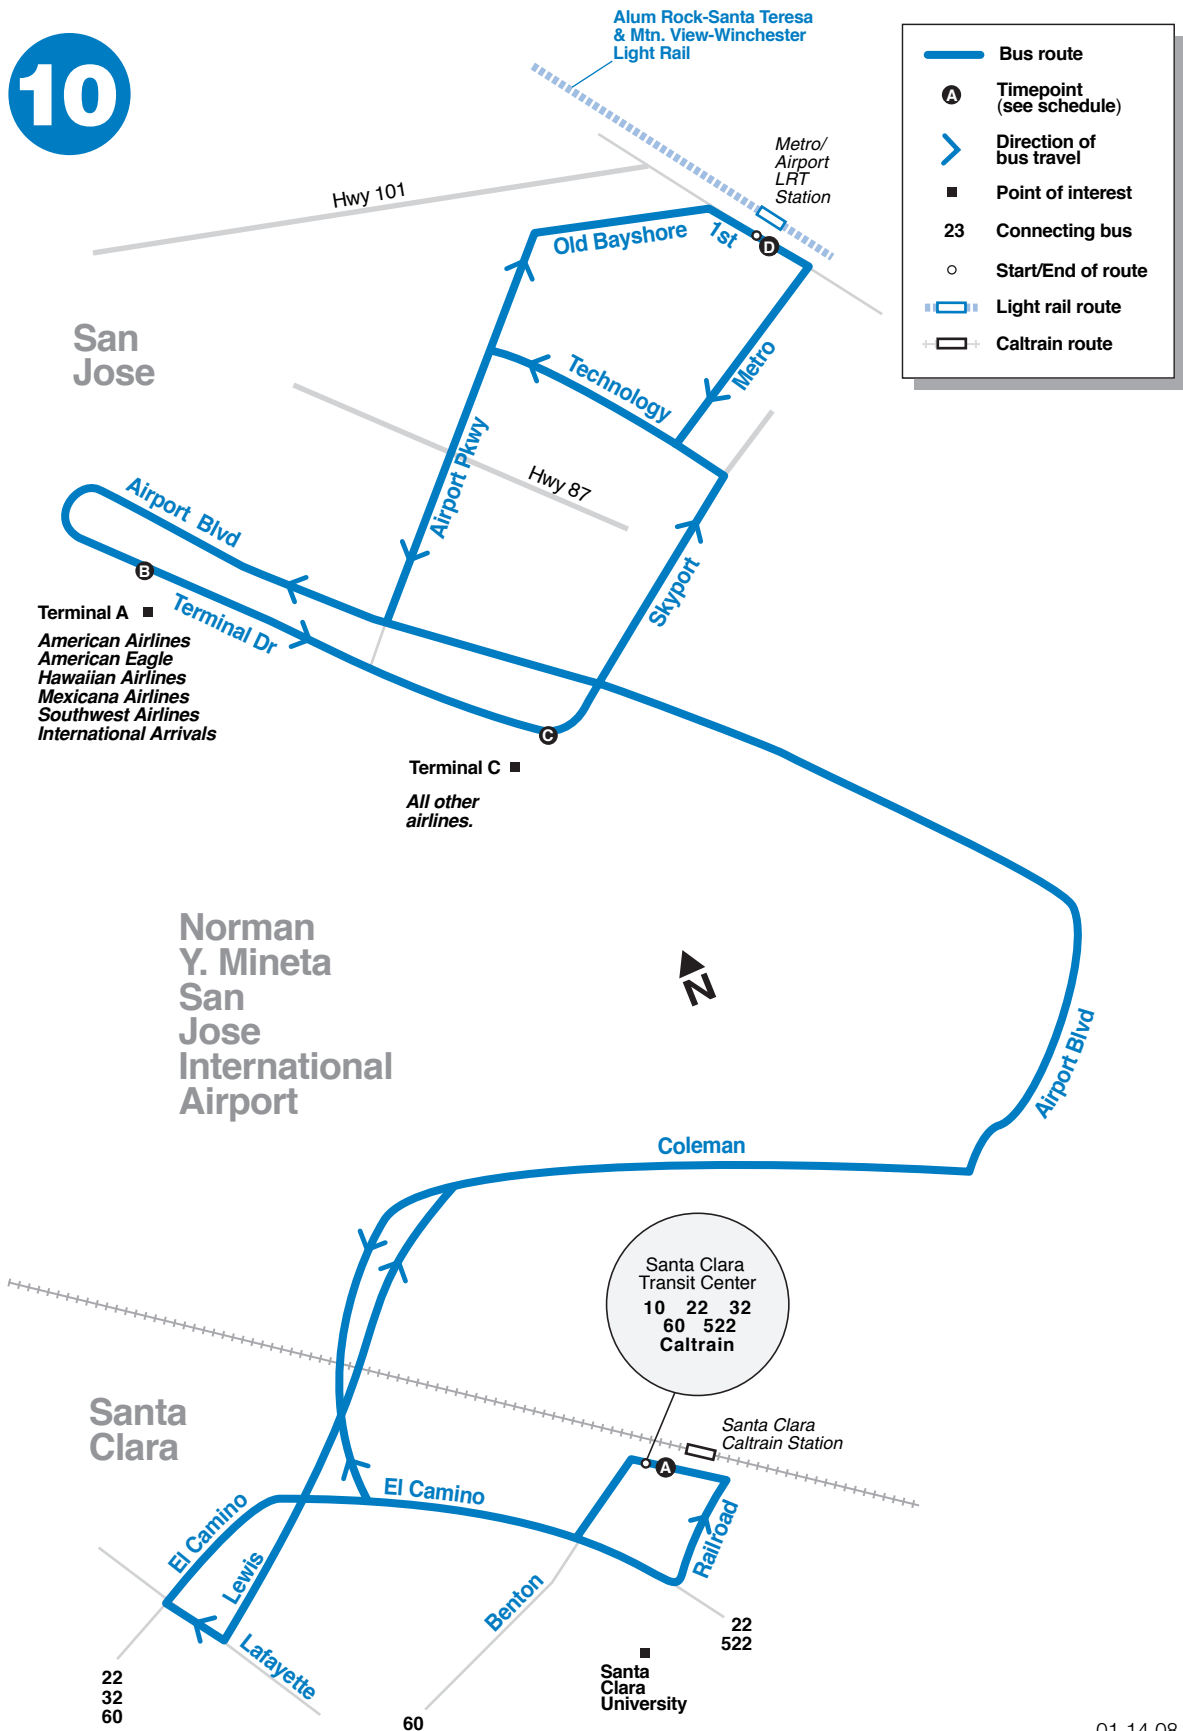 10
Alum Rock-Santa Teresa
& Mtn. View-Winchester
Light Rail
Bus route
A
Timepoint
(see schedule)
Direction of
bus travel
Point of interest
23
Connecting bus
Start/End of route
Light rail route
Caltrain route
Metro/
Airport
LRT
Station
Hwy 101
Old Bayshore
1st
D
San
Jose
Metro
Technology
Airport Pkwy
Hwy 87
Airport Blvd
Skyport
B
Terminal Dr
Terminal A
American Airlines
American Eagle
Hawaiian Airlines
Mexicana Airlines
Southwest Airlines
International Arrivals
C
Terminal C
All other
airlines.
Norman
Y. Mineta
San
Jose
International
Airport
N
Airport Blvd
Coleman
Santa Clara
Transit Center
10 22 32
60 522
Caltrain
Santa
Clara
Santa Clara
Caltrain Station
A
El Camino
El Camino
Lewis
Railroad
Benton
Lafayette
22
522
Santa
Clara
University
22
32
60
60
01-14-08